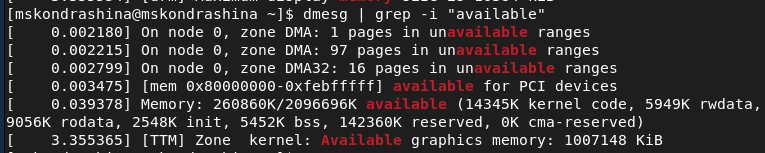 [mskondrashina@mskondrashina ~]$ dmesg | grep -i "available"
[    0.002180] On node 0, zone DMA: 1 pages in unavailable ranges
[    0.002215] On node 0, zone DMA: 97 pages in unavailable ranges
[    0.002799] On node 0, zone DMA32: 16 pages in unavailable ranges
[    0.003475] [mem 0x80000000-0xfebfffff] available for PCI devices
[    0.039378] Memory: 260860K/2096696K available (14345K kernel code, 5949K rwdata,
9056K rodata, 2548K init, 5452K bss, 142360K reserved, 0K cma-reserved)
[    3.355365] [TTM] Zone  kernel: Available graphics memory: 1007148 KiB